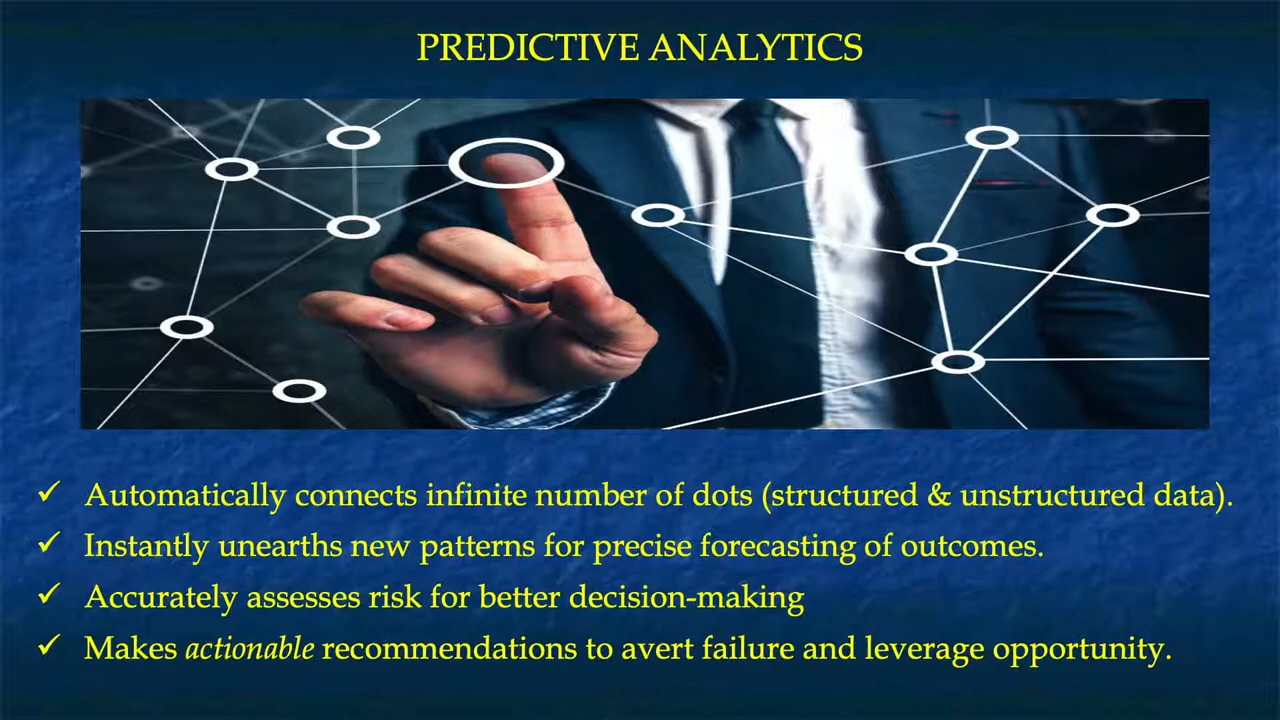 PREDICTIVE ANALYTICS
✓ Automatically connects infinite number of dots (structured & unstructured data).
✓ Instantly unearths new patterns for precise forecasting of outcomes.
✓ Accurately assesses risk for better decision-making
✓ Makes actionable recommendations to avert failure and leverage opportunity.